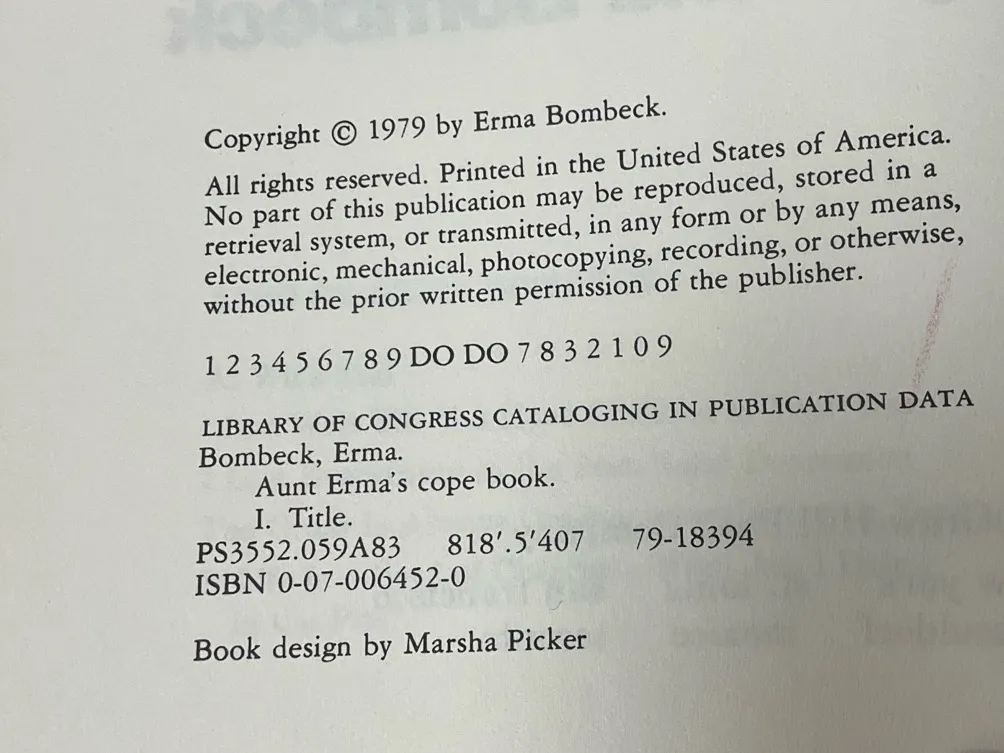 Copyright © 1979 by Erma Bombeck.
All rights reserved. Printed in the United States of America.
No part of this publication may be reproduced, stored in a
retrieval system, or transmitted, in any form or by any means,
electronic, mechanical, photocopying, recording, or otherwise,
without the prior written permission of the publisher.
1 2 3 4 5 6 7 8 9 DO DO 7 8 3 2 1 0 9
LIBRARY OF CONGRESS CATALOGING IN PUBLICATION DATA
Bombeck, Erma.
Aunt Erma's cope book.
I. Title.
PS3552.059A83 818′.5′407 79-18394
ISBN 0-07-006452-0
Book design by Marsha Picker